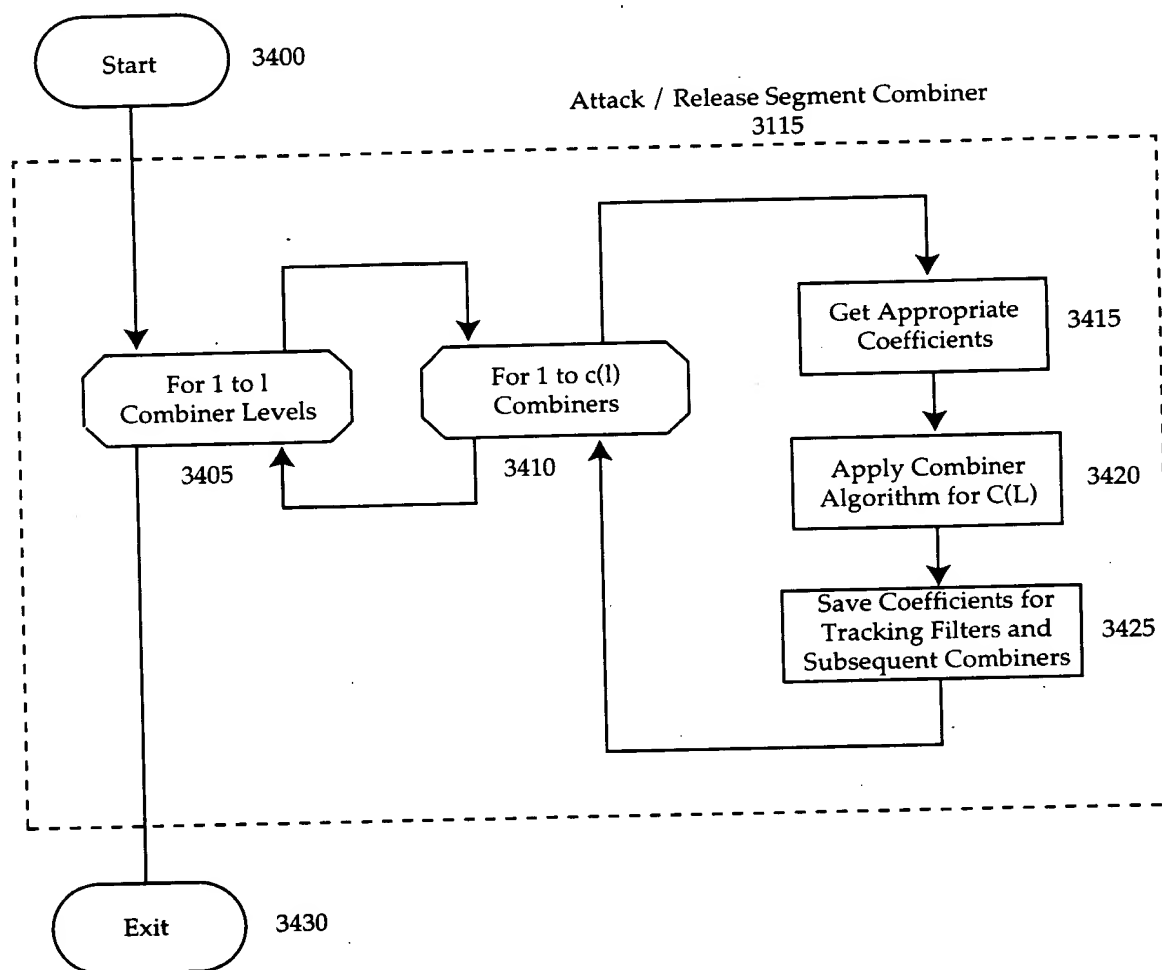 Start
3400
Attack / Release Segment Combiner
3115
For 1 to l
Combiner Levels
3405
For 1 to c(l)
Combiners
3410
Get Appropriate
Coefficients
3415
Apply Combiner
Algorithm for C(L)
3420
Save Coefficients for
Tracking Filters and
Subsequent Combiners
3425
Exit
3430